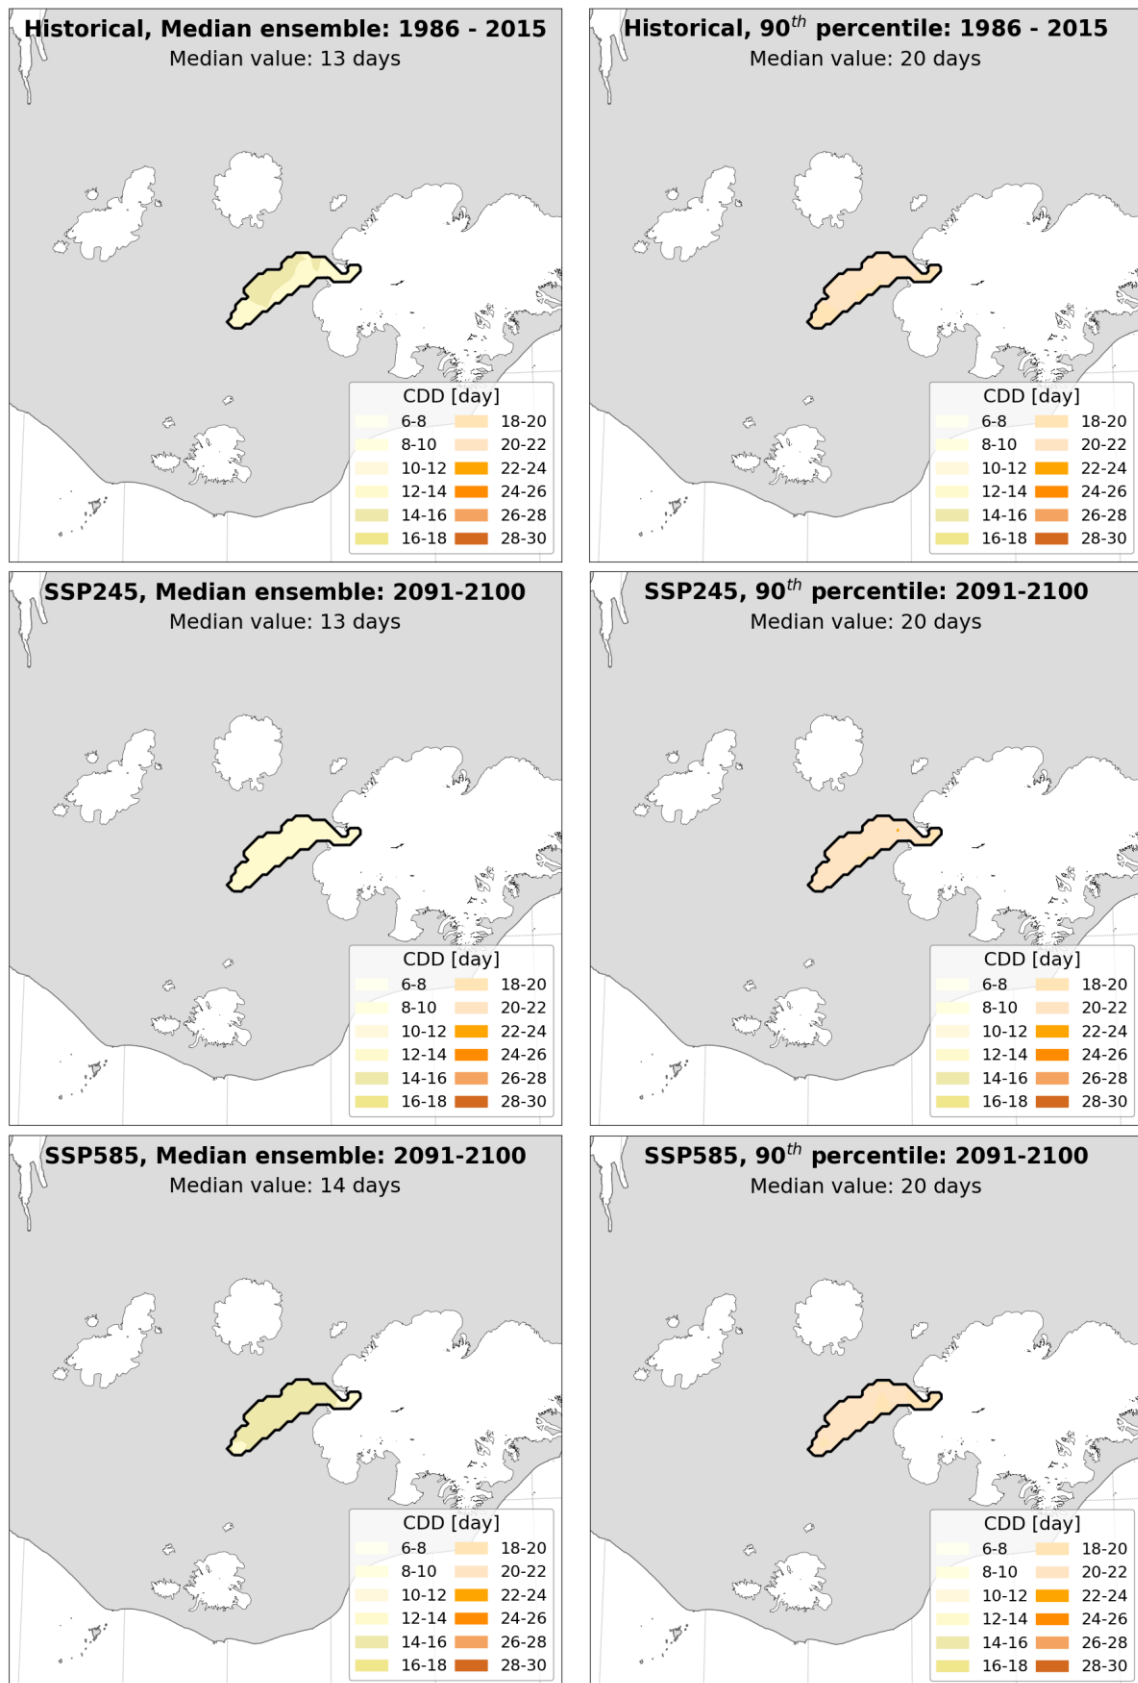 Historical, Median ensemble: 1986 - 2015
Median value: 13 days
CDD [day]
6-8 18-20
8-10 20-22
10-12 22-24
12-14 24-26
14-16 26-28
16-18 28-30
Historical, 90th percentile: 1986 - 2015
Median value: 20 days
CDD [day]
6-8 18-20
8-10 20-22
10-12 22-24
12-14 24-26
14-16 26-28
16-18 28-30
SSP245, Median ensemble: 2091-2100
Median value: 13 days
CDD [day]
6-8 18-20
8-10 20-22
10-12 22-24
12-14 24-26
14-16 26-28
16-18 28-30
SSP245, 90th percentile: 2091-2100
Median value: 20 days
CDD [day]
6-8 18-20
8-10 20-22
10-12 22-24
12-14 24-26
14-16 26-28
16-18 28-30
SSP585, Median ensemble: 2091-2100
Median value: 14 days
CDD [day]
6-8 18-20
8-10 20-22
10-12 22-24
12-14 24-26
14-16 26-28
16-18 28-30
SSP585, 90th percentile: 2091-2100
Median value: 20 days
CDD [day]
6-8 18-20
8-10 20-22
10-12 22-24
12-14 24-26
14-16 26-28
16-18 28-30